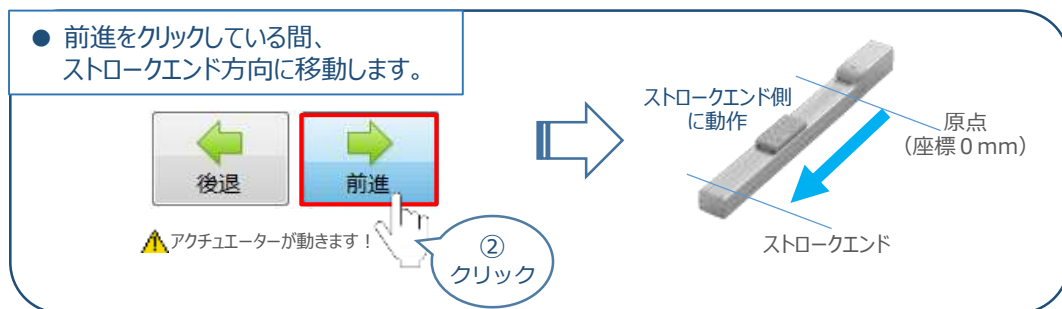 ● 前進をクリックしている間、
ストロークエンド方向に移動します。
後退
前進
アクチュエーターが動きます！
②
クリック
ストロークエンド側
に動作
原点
（座標０mm）
ストロークエンド